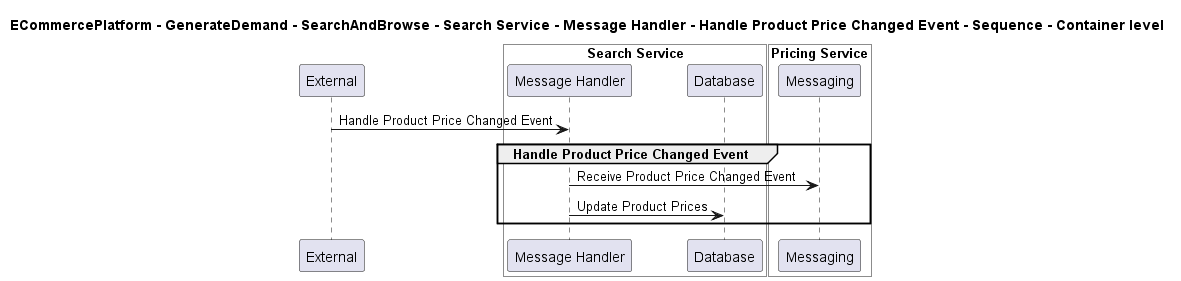 ECommercePlatform - GenerateDemand - SearchAndBrowse - Search Service - Message Handler - Handle Product Price Changed Event - Sequence - Container level
Search Service Pricing Service
External Message Handler Database Messaging
Handle Product Price Changed Event
Handle Product Price Changed Event
Receive Product Price Changed Event
Update Product Prices
External Message Handler Database Messaging